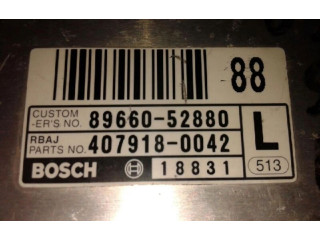 88
CUSTOM
-ER'S NO. 89660-52880
RBAJ
PARTS NO. 407918-0042
L
BOSCH 18831
513